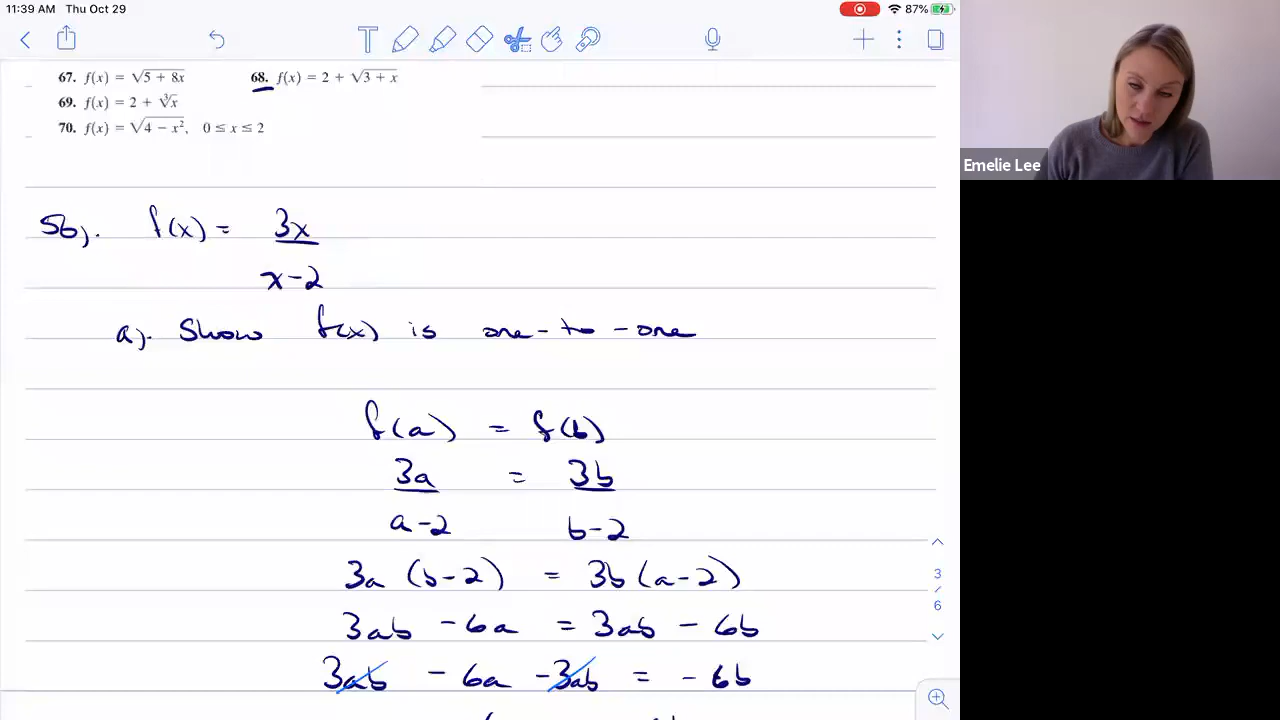 11:39 AM Thu Oct 29
87%
67. f(x) = √5 + 8x 68. f(x) = 2 + √3 + x
69. f(x) = 2 + ∛x
70. f(x) = √4 − x², 0 ≤ x ≤ 2
Emelie Lee
56). f(x) = 3x
x-2
a). Show f(x) is one-to-one
f(a) = f(b)
3a = 3b
a-2 b-2
3a (b-2) = 3b (a-2)
3ab - 6a = 3ab - 6b
3ab - 6a - 3ab = - 6b
3
/
6